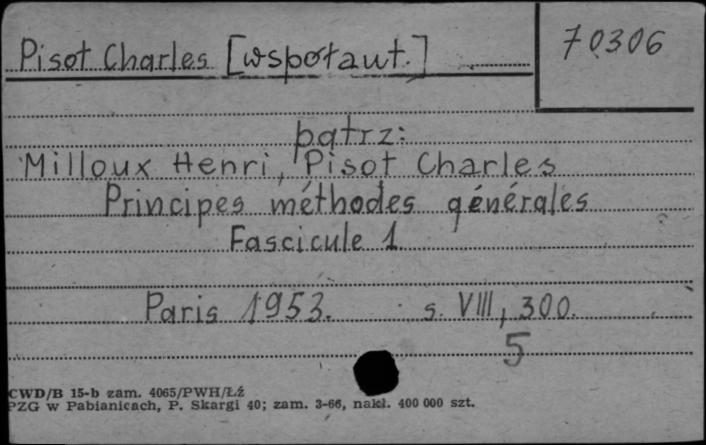 Pisot Charles [współaut.]
70306
patrz:
Milloux Henri, Pisot Charles
Principes méthodes générales
Fascicule 1
Paris 1953. s. VIII, 300.
5
CWD/B 15-b zam. 4065/PWH/Łż
PZG w Pabianicach, P. Skargi 40; zam. 3-66, nakł. 400 000 szt.